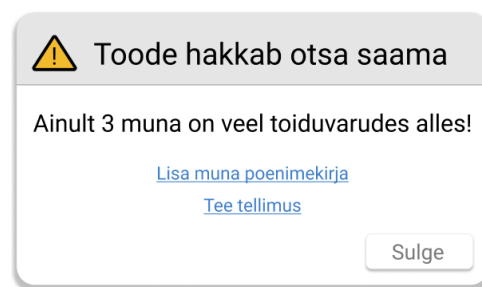 Toode hakkab otsa saama
Ainult 3 muna on veel toiduvarudes alles!
Lisa muna poenimekirja
Tee tellimus
Sulge